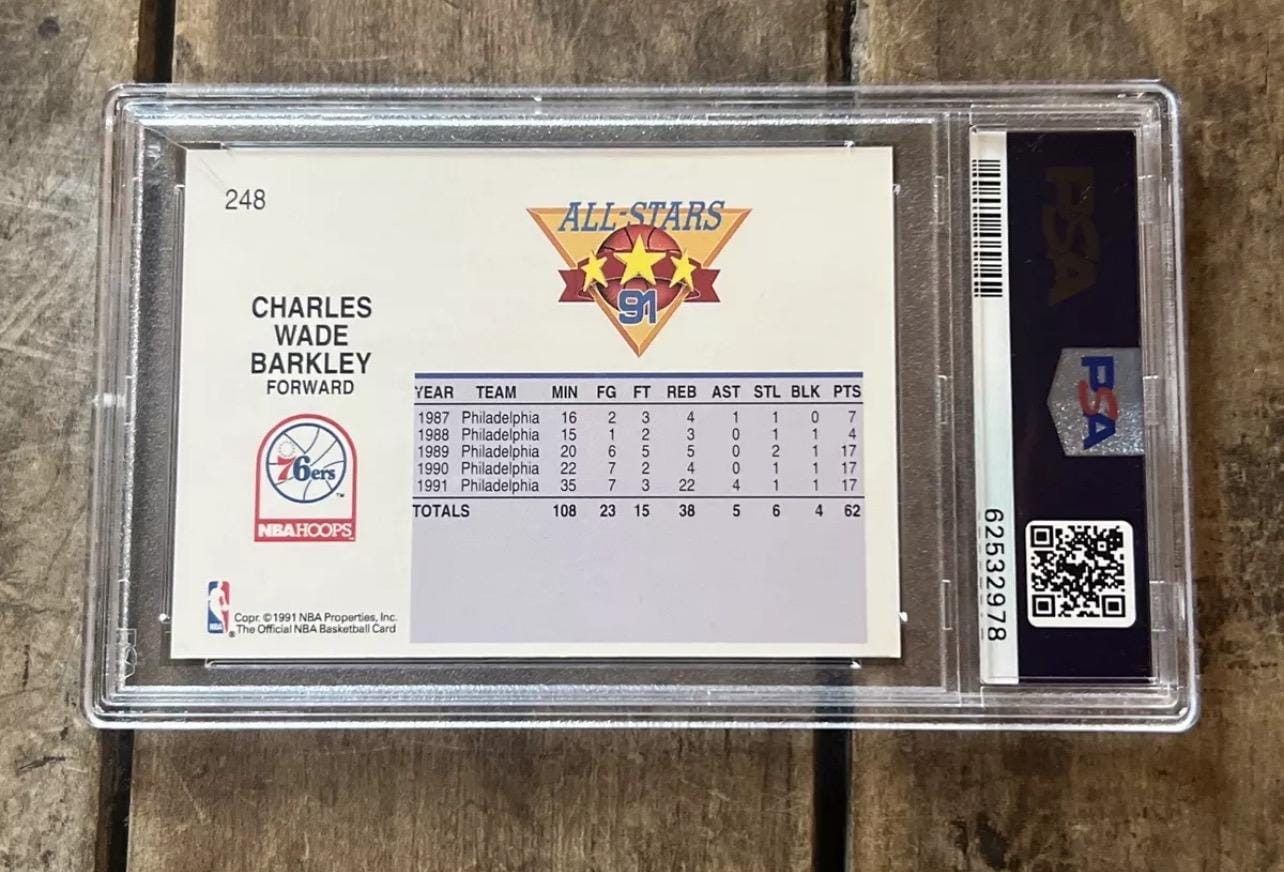 248
ALL-STARS
91
CHARLES
WADE
BARKLEY
FORWARD
76ers™
NBA HOOPS
YEAR TEAM MIN FG FT REB AST STL BLK PTS
1987 Philadelphia 16 2 3 4 1 1 0 7
1988 Philadelphia 15 1 2 3 0 1 1 4
1989 Philadelphia 20 6 5 5 0 2 1 17
1990 Philadelphia 22 7 2 4 0 1 1 17
1991 Philadelphia 35 7 3 22 4 1 1 17
TOTALS 108 23 15 38 5 6 4 62
NBA ®
Copr. ©1991 NBA Properties, Inc.
The Official NBA Basketball Card
PSA
PSA
62532978